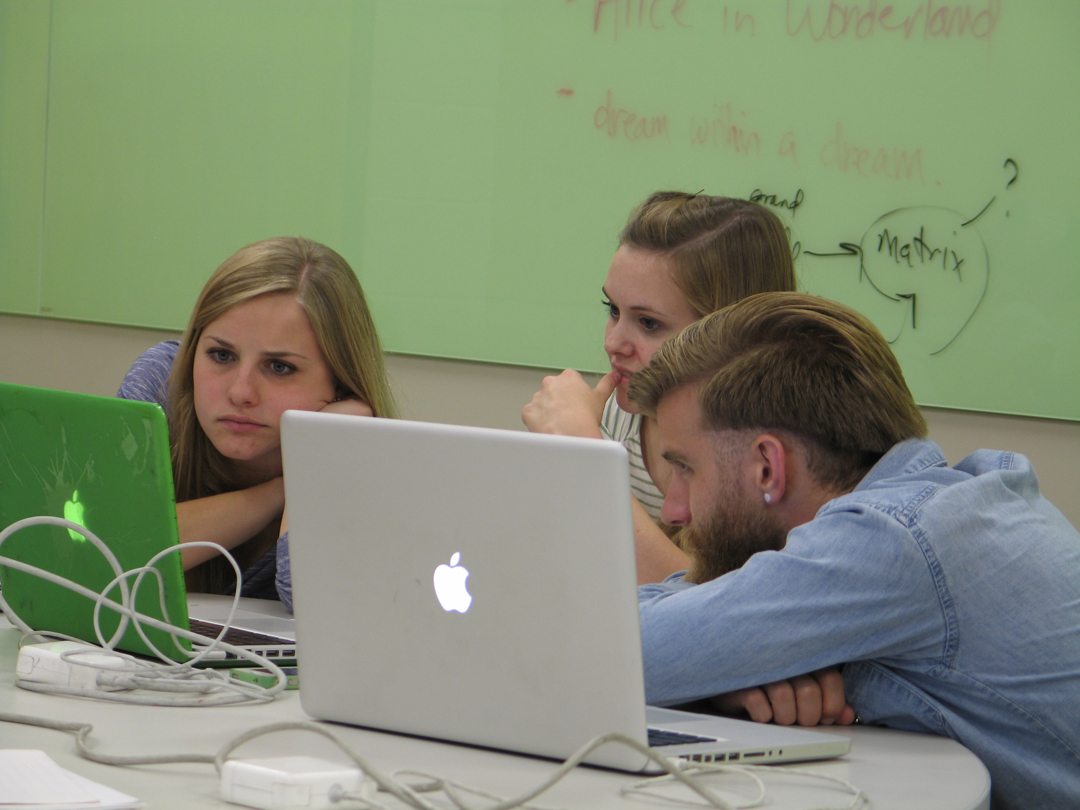 - Alice in Wonderland
- dream within a dream.
?
grand
matrix